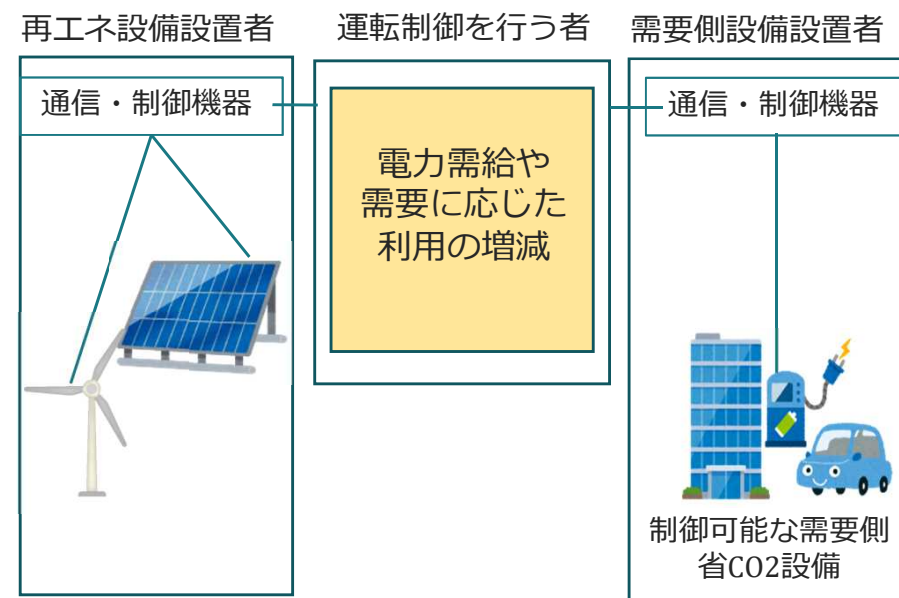 再エネ設備設置者
運転制御を行う者
需要側設備設置者
通信・制御機器
電力需給や
需要に応じた
利用の増減
通信・制御機器
制御可能な需要側
省CO2設備